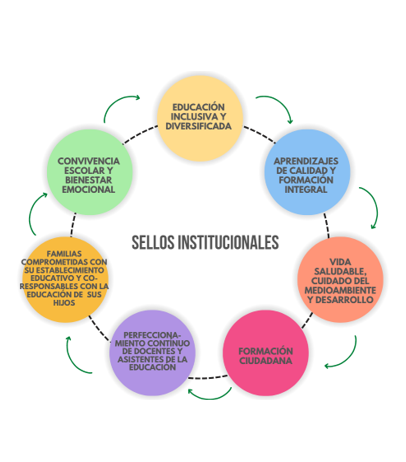 EDUCACIÓN
INCLUSIVA Y
DIVERSIFICADA
APRENDIZAJES
DE CALIDAD Y
FORMACIÓN
INTEGRAL
VIDA
SALUDABLE,
CUIDADO DEL
MEDIOAMBIENTE
Y DESARROLLO
FORMACIÓN
CIUDADANA
PERFECCIONA-
MIENTO CONTÍNUO
DE DOCENTES Y
ASISTENTES DE LA
EDUCACIÓN
FAMILIAS
COMPROMETIDAS CON
SU ESTABLECIMIENTO
EDUCATIVO Y CO-
RESPONSABLES CON LA
EDUCACIÓN DE SUS
HIJOS
CONVIVENCIA
ESCOLAR Y
BIENESTAR
EMOCIONAL
SELLOS INSTITUCIONALES